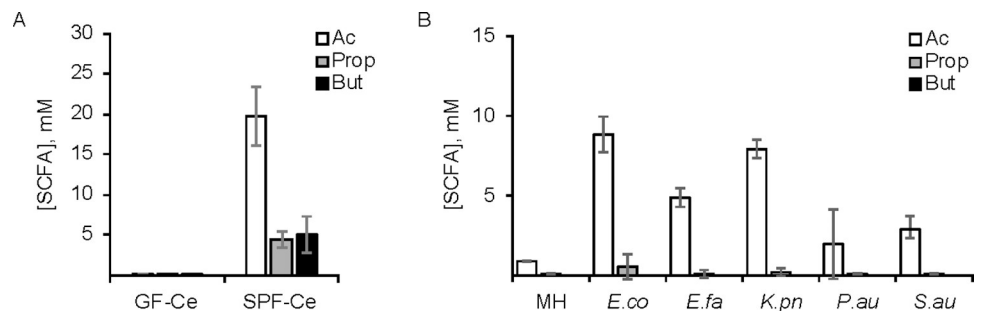 A
[SCFA], mM
30
25
20
15
10
5
Ac
Prop
But
GF-Ce
SPF-Ce
B
[SCFA], mM
15
10
5
Ac
Prop
But
MH
E.co
E.fa
K.pn
P.au
S.au